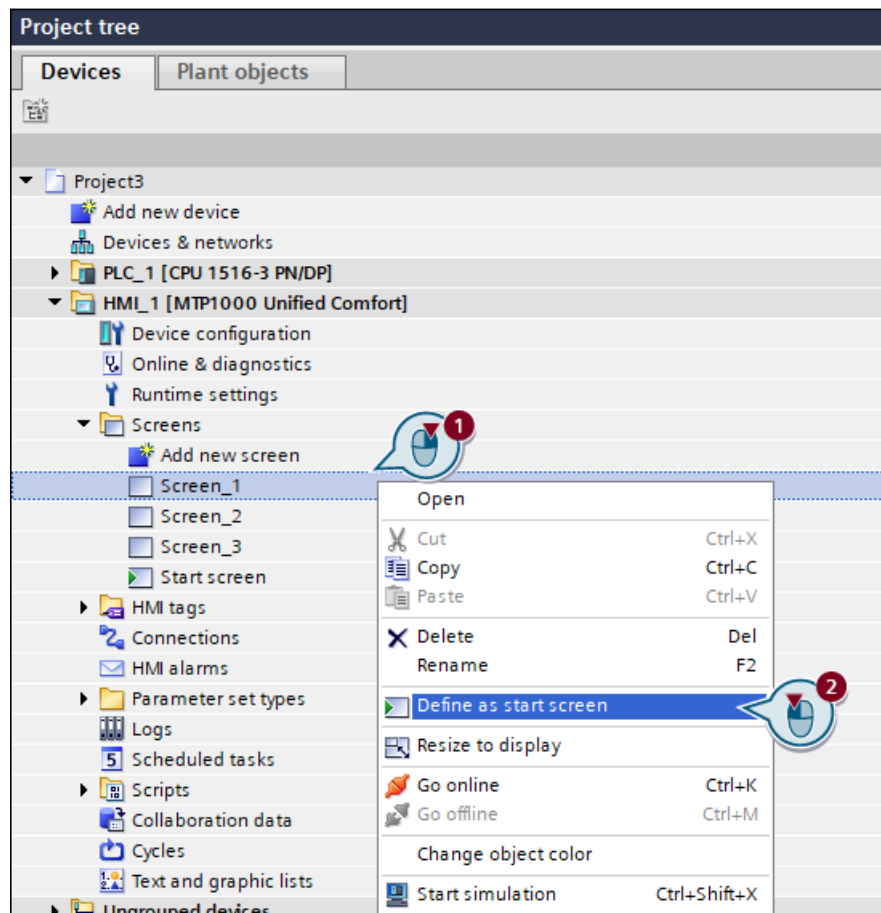 Project tree
Devices
Plant objects
Project3
Add new device
Devices & networks
PLC_1 [CPU 1516-3 PN/DP]
HMI_1 [MTP1000 Unified Comfort]
Device configuration
Online & diagnostics
Runtime settings
Screens
1
Add new screen
Screen_1
Screen_2
Screen_3
Start screen
HMI tags
Connections
HMI alarms
Parameter set types
Logs
5 Scheduled tasks
Scripts
Collaboration data
Cycles
Text and graphic lists
Ungrouped devices
Open
Cut Ctrl+X
Copy Ctrl+C
Paste Ctrl+V
Delete Del
Rename F2
Define as start screen
2
Resize to display
Go online Ctrl+K
Go offline Ctrl+M
Change object color
Start simulation Ctrl+Shift+X